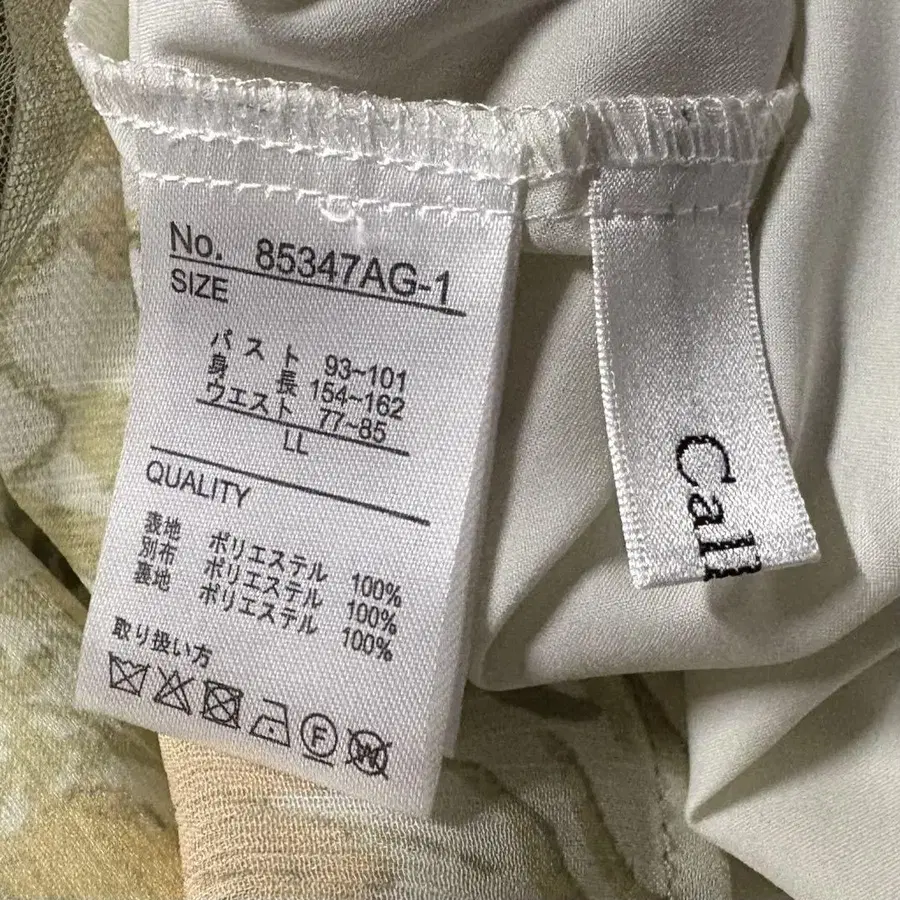 No. 85347AG-1
SIZE
バスト 93~101
身長 154~162
ウエスト 77~85
LL
QUALITY
表地 ポリエステル 100%
別布 ポリエステル 100%
裏地 ポリエステル 100%
取り扱い方
F
W
Call